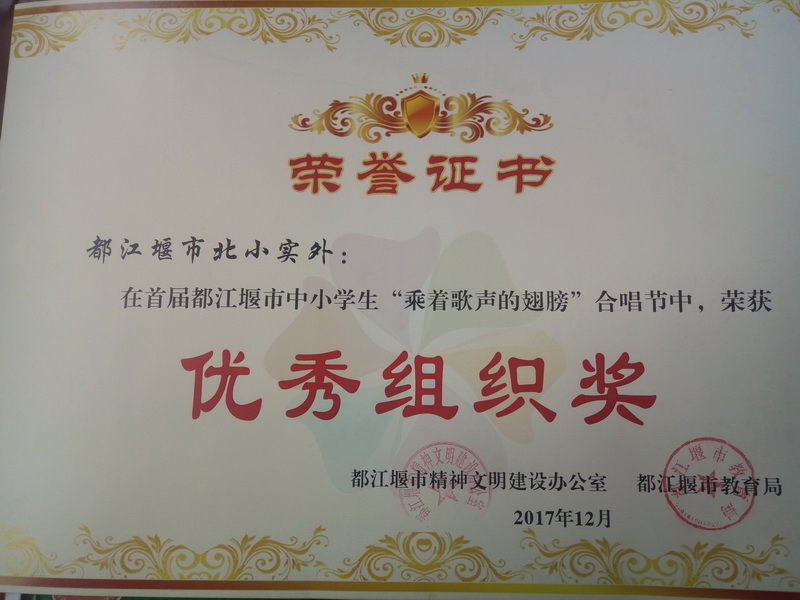 荣誉证书
都江堰市北小实外：
在首届都江堰市中小学生“乘着歌声的翅膀”合唱节中，荣获
优秀组织奖
都江堰市精神文明建设办公室 都江堰市教育局
2017年12月